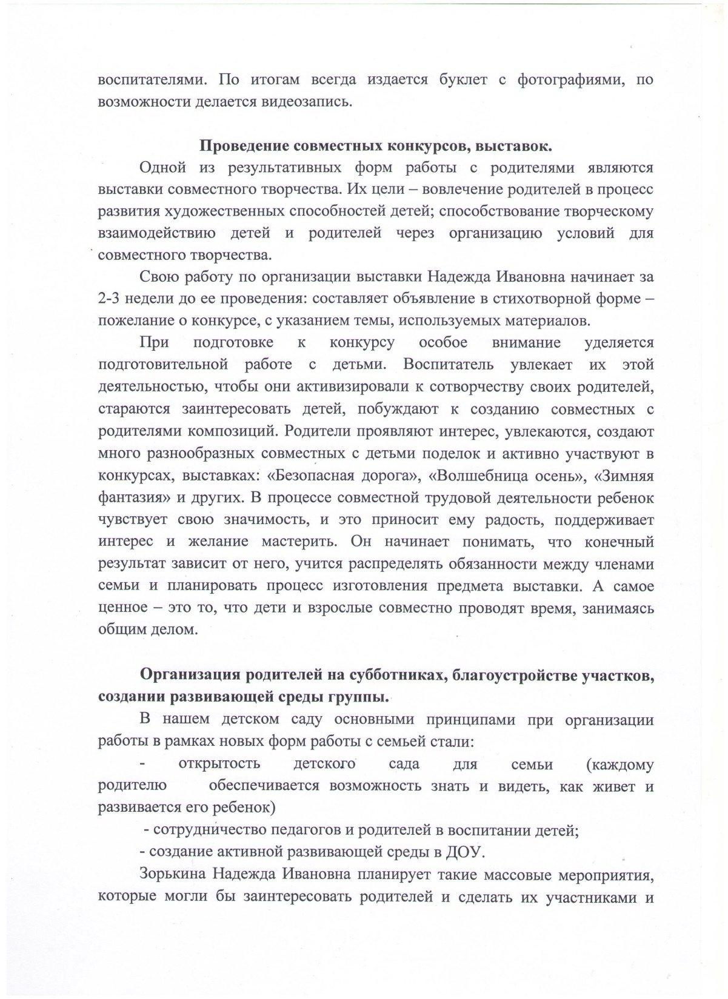 воспитателями. По итогам всегда издается буклет с фотографиями, по
возможности делается видеозапись.
Проведение совместных конкурсов, выставок.
Одной из результативных форм работы с родителями являются
выставки совместного творчества. Их цели – вовлечение родителей в процесс
развития художественных способностей детей; способствование творческому
взаимодействию детей и родителей через организацию условий для
совместного творчества.
Свою работу по организации выставки Надежда Ивановна начинает за
2-3 недели до ее проведения: составляет объявление в стихотворной форме –
пожелание о конкурсе, с указанием темы, используемых материалов.
При подготовке к конкурсу особое внимание уделяется
подготовительной работе с детьми. Воспитатель увлекает их этой
деятельностью, чтобы они активизировали к сотворчеству своих родителей,
стараются заинтересовать детей, побуждают к созданию совместных с
родителями композиций. Родители проявляют интерес, увлекаются, создают
много разнообразных совместных с детьми поделок и активно участвуют в
конкурсах, выставках: «Безопасная дорога», «Волшебница осень», «Зимняя
фантазия» и других. В процессе совместной трудовой деятельности ребенок
чувствует свою значимость, и это приносит ему радость, поддерживает
интерес и желание мастерить. Он начинает понимать, что конечный
результат зависит от него, учится распределять обязанности между членами
семьи и планировать процесс изготовления предмета выставки. А самое
ценное – это то, что дети и взрослые совместно проводят время, занимаясь
общим делом.
Организация родителей на субботниках, благоустройстве участков,
создании развивающей среды группы.
В нашем детском саду основными принципами при организации
работы в рамках новых форм работы с семьей стали:
- открытость детского сада для семьи (каждому
родителю обеспечивается возможность знать и видеть, как живет и
развивается его ребенок)
- сотрудничество педагогов и родителей в воспитании детей;
- создание активной развивающей среды в ДОУ.
Зорькина Надежда Ивановна планирует такие массовые мероприятия,
которые могли бы заинтересовать родителей и сделать их участниками и